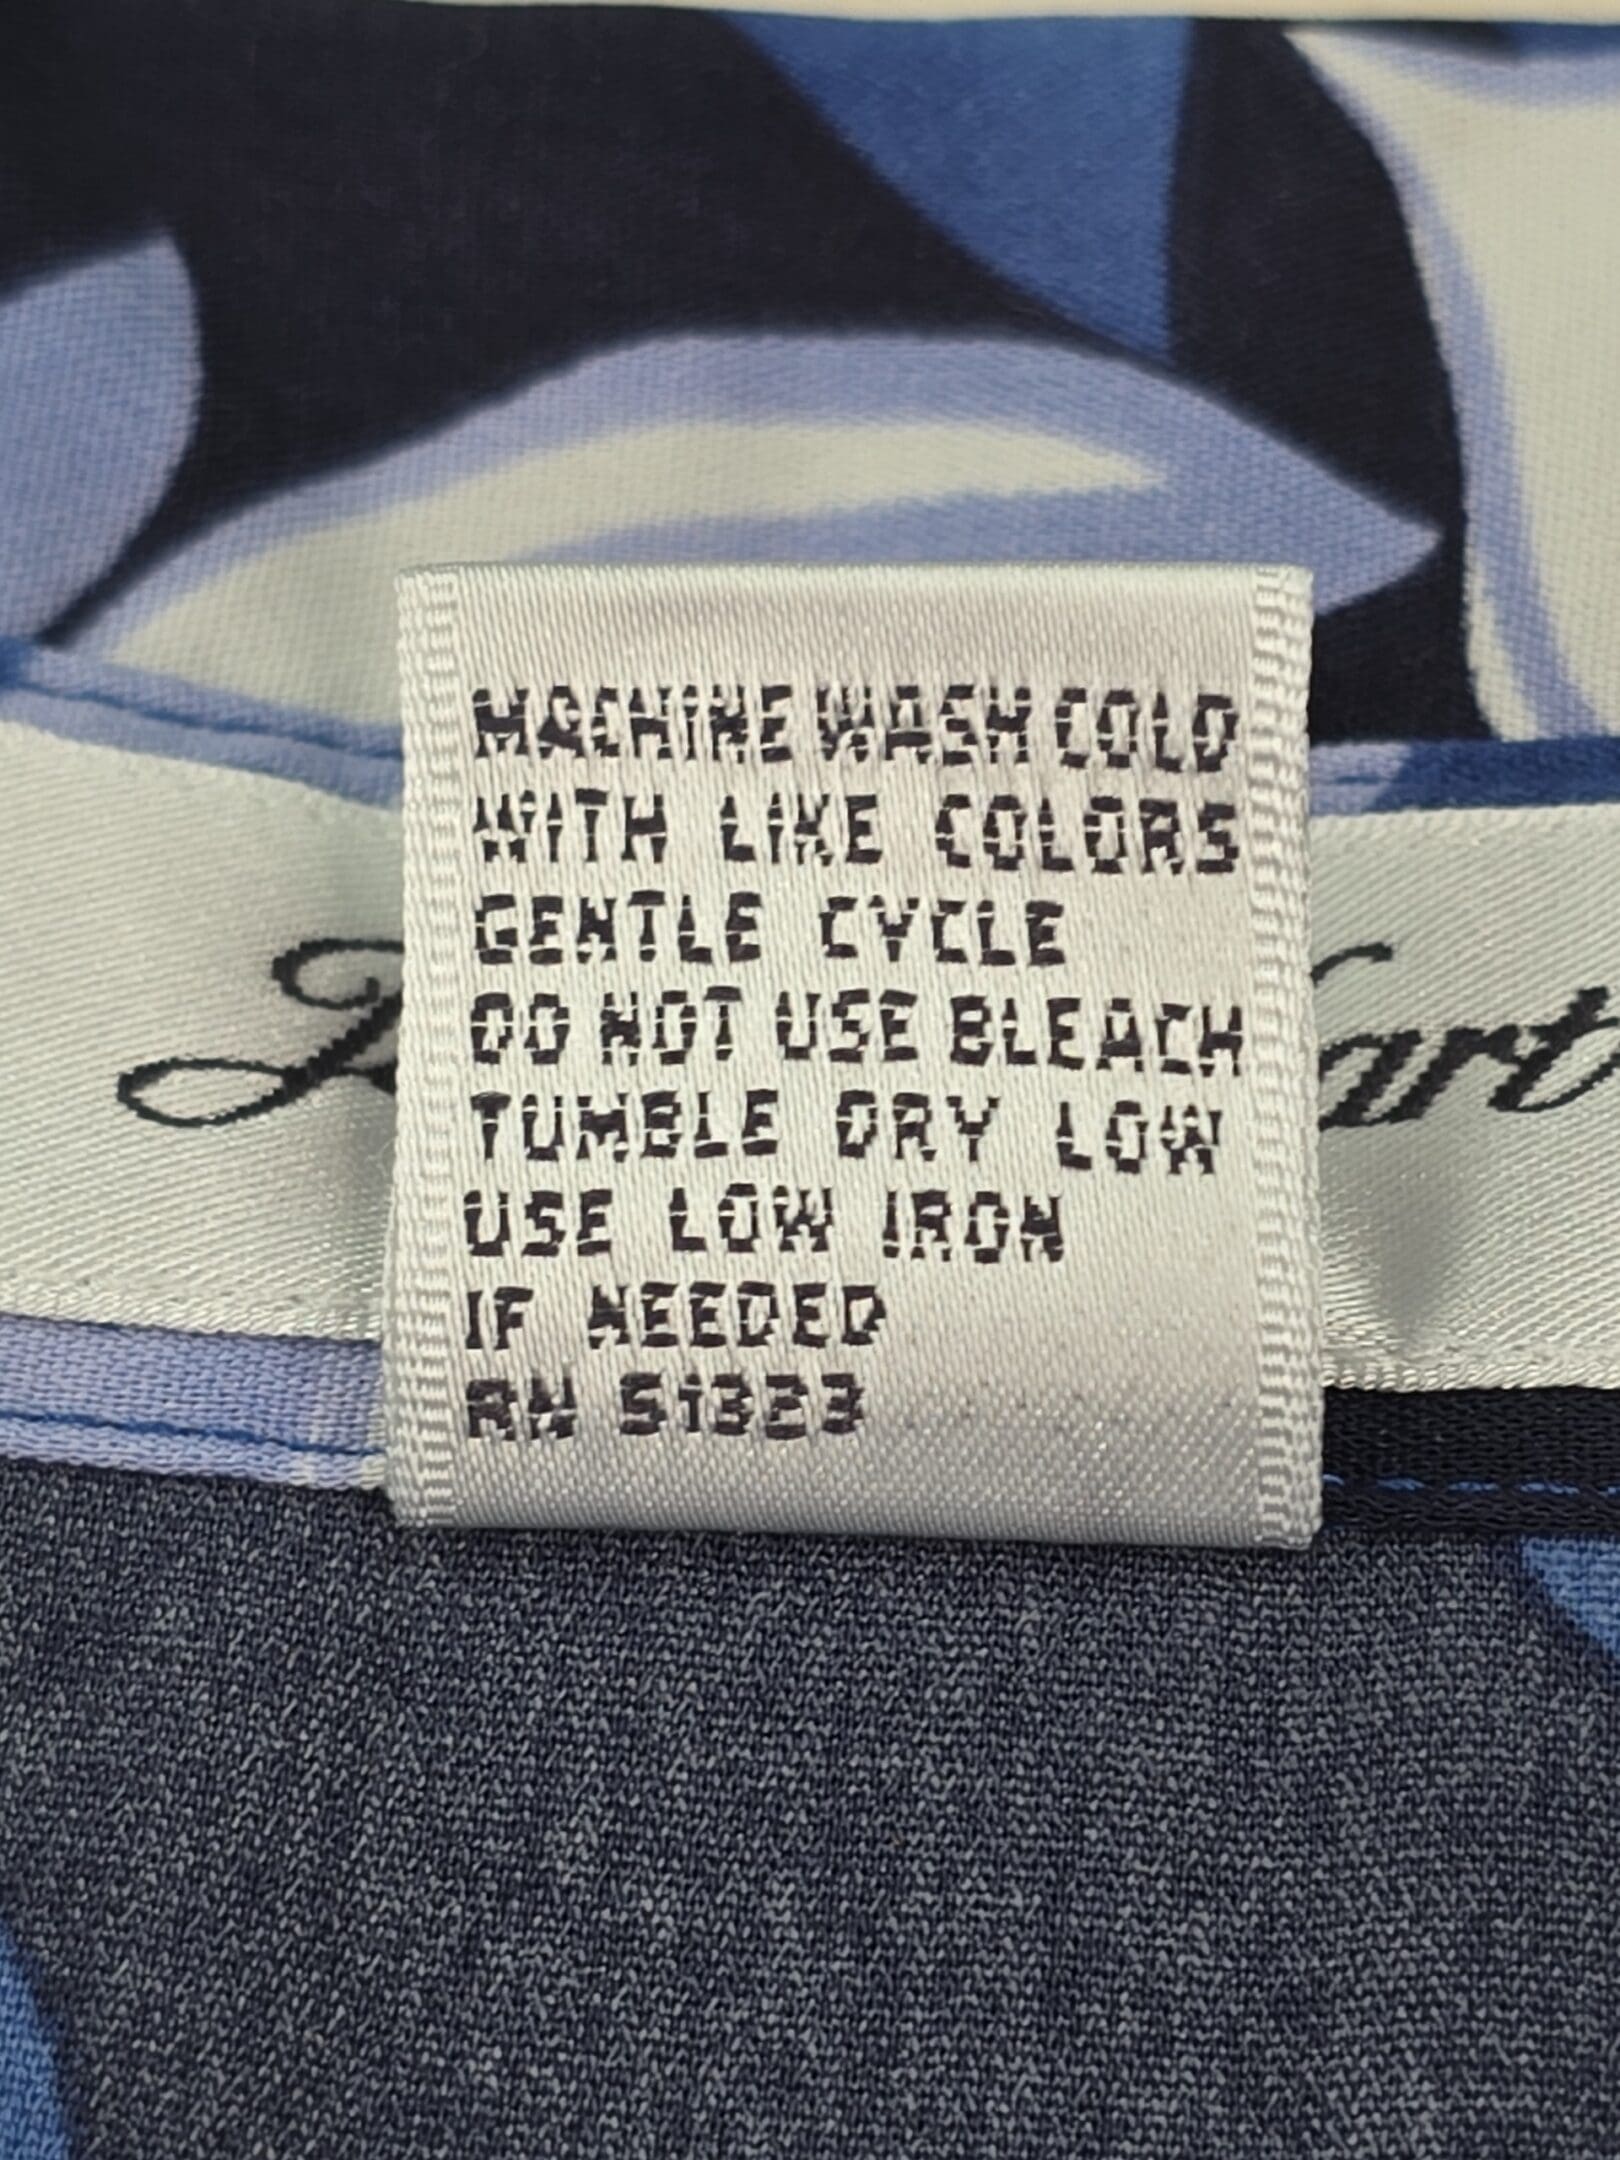 MACHINE WASH COLD
WITH LIKE COLORS
GENTLE CYCLE
DO NOT USE BLEACH
TUMBLE DRY LOW
USE LOW IRON
IF NEEDED
RN 51323